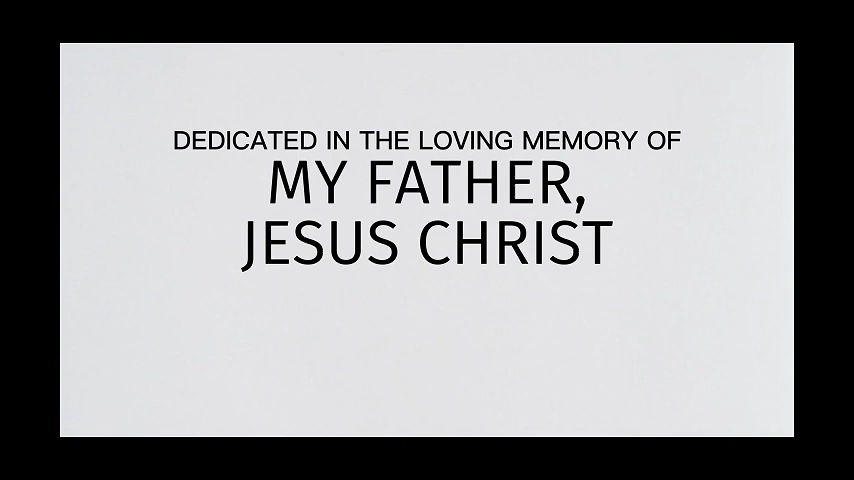 DEDICATED IN THE LOVING MEMORY OF
MY FATHER,
JESUS CHRIST